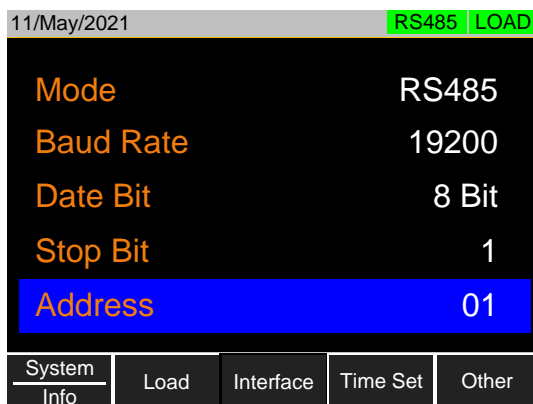 11/May/2021 RS485 LOAD
Mode RS485
Baud Rate 19200
Date Bit 8 Bit
Stop Bit 1
Address 01
System
Info Load Interface Time Set Other